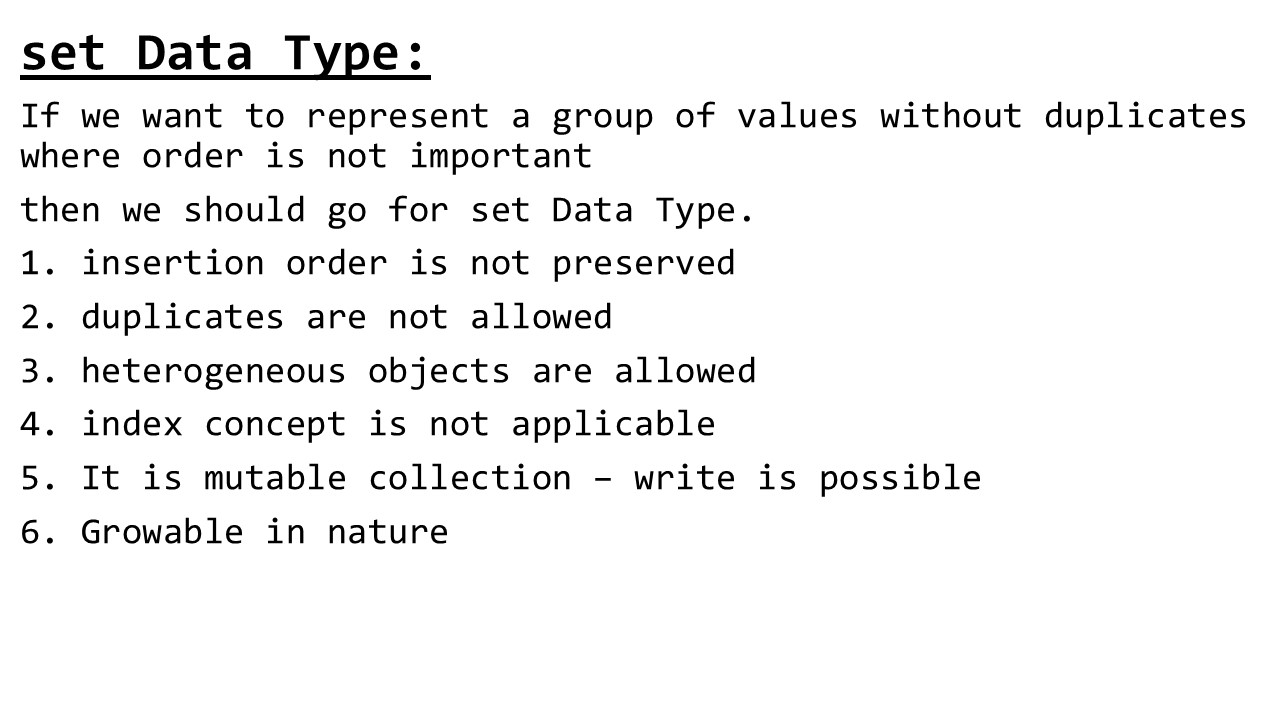 set Data Type:
If we want to represent a group of values without duplicates
where order is not important
then we should go for set Data Type.
1. insertion order is not preserved
2. duplicates are not allowed
3. heterogeneous objects are allowed
4. index concept is not applicable
5. It is mutable collection – write is possible
6. Growable in nature